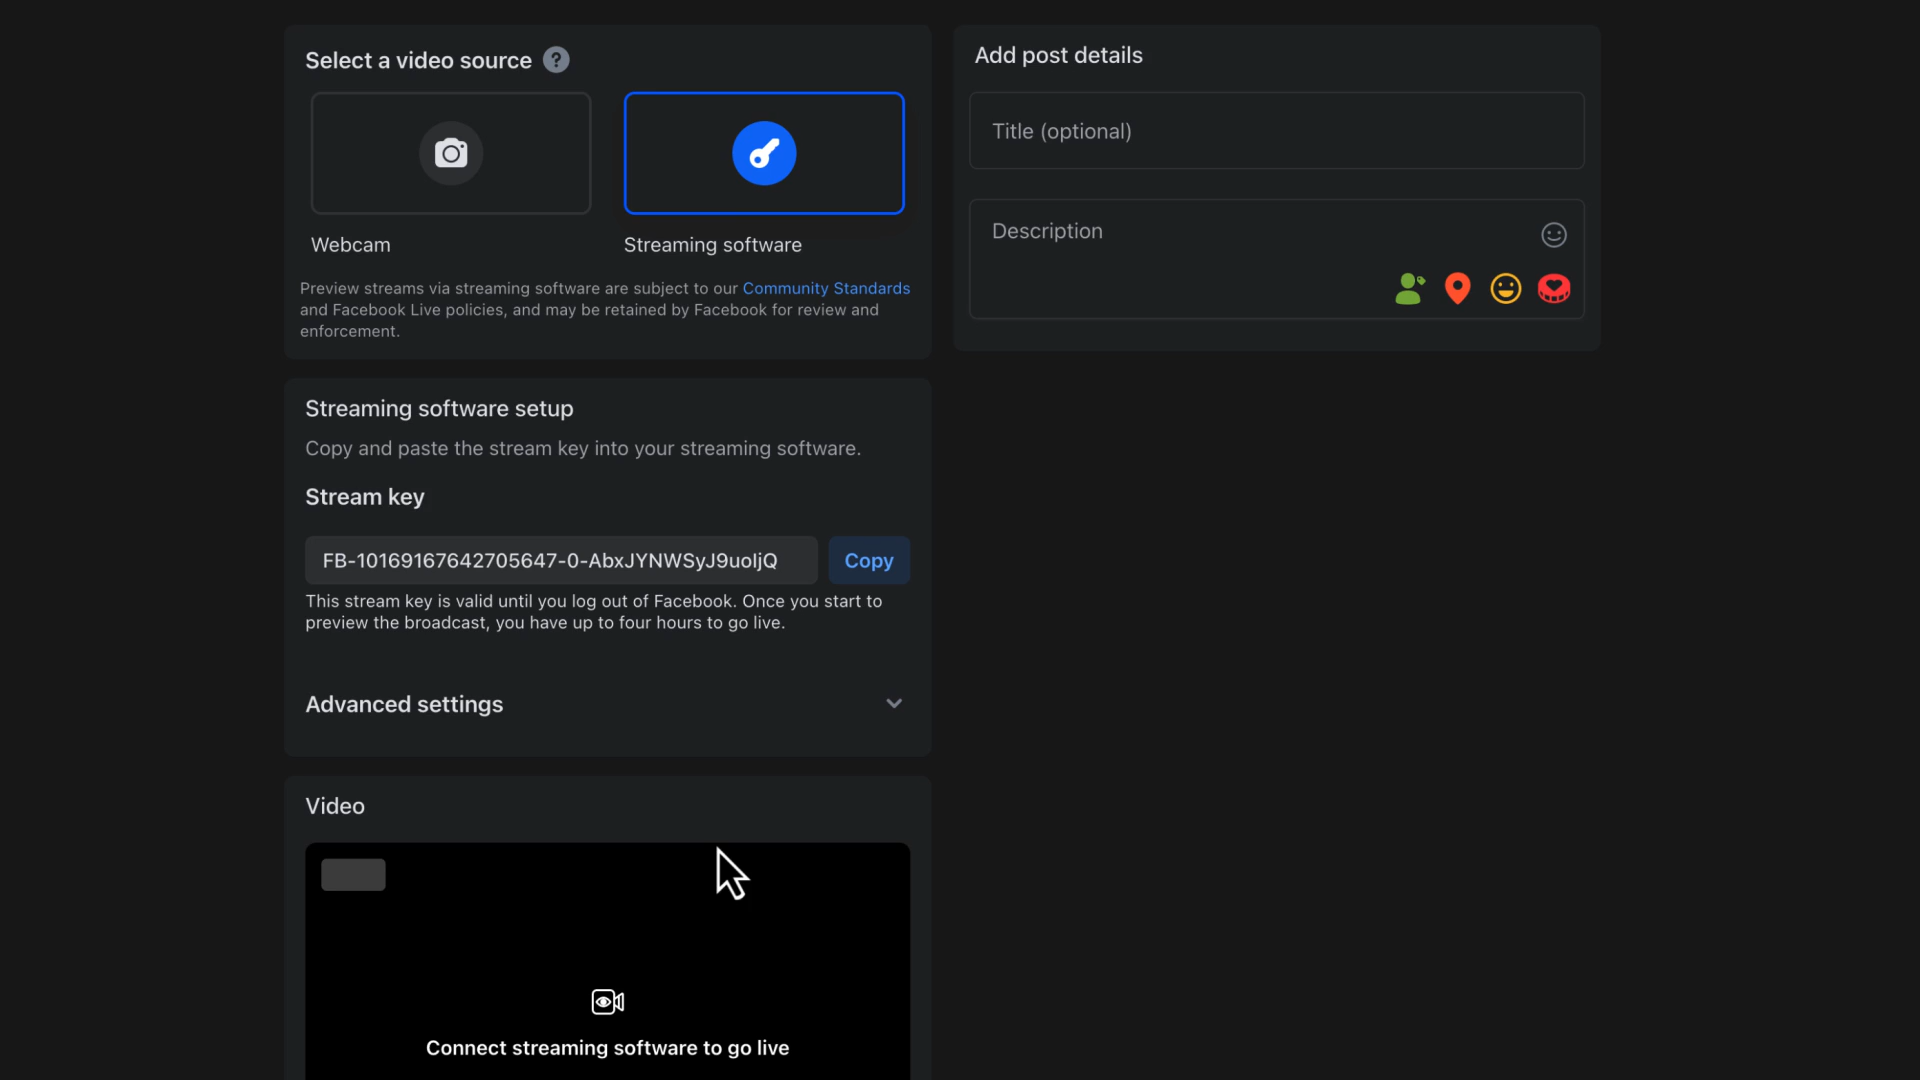 Select a video source
Webcam
Streaming software
Preview streams via streaming software are subject to our Community Standards
and Facebook Live policies, and may be retained by Facebook for review and
enforcement.
Streaming software setup
Copy and paste the stream key into your streaming software.
Stream key
FB-10169167642705647-0-AbxJYNWSyJ9uoljQ
Copy
This stream key is valid until you log out of Facebook. Once you start to
preview the broadcast, you have up to four hours to go live.
Advanced settings
Video
Connect streaming software to go live
Add post details
Title (optional)
Description